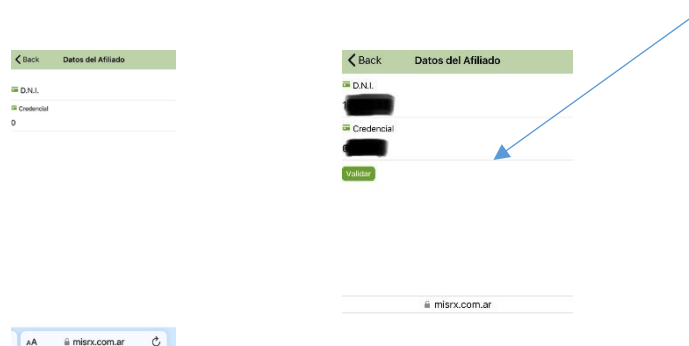 Back Datos del Afiliado
D.N.I.
Credencial
0
AA misrx.com.ar
Back Datos del Afiliado
D.N.I.
Credencial
Validar
misrx.com.ar